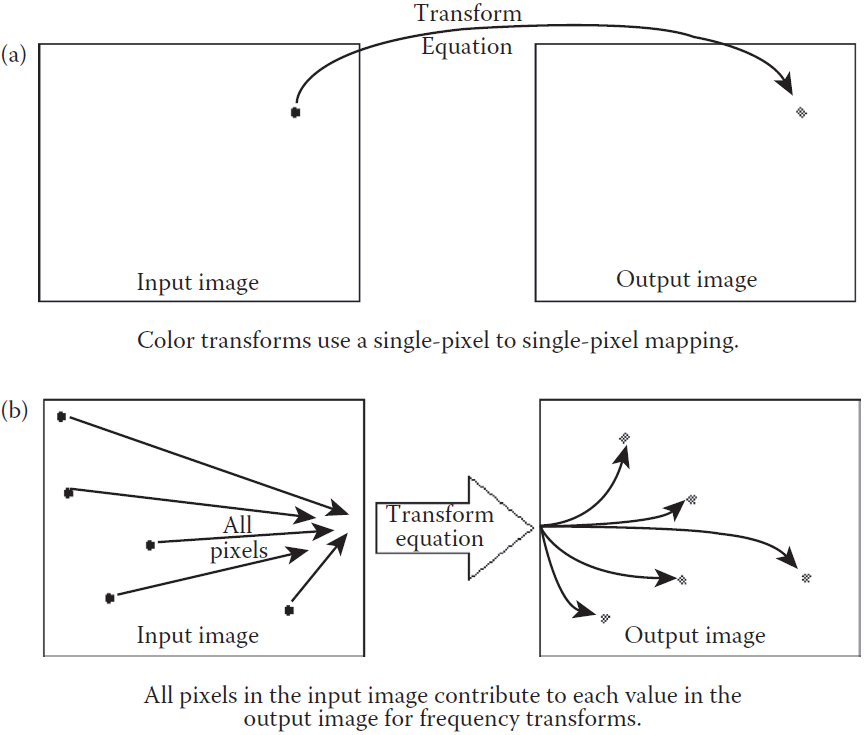 (a)
Transform
Equation
Input image
Output image
Color transforms use a single-pixel to single-pixel mapping.
(b)
All
pixels
Transform
equation
Input image
Output image
All pixels in the input image contribute to each value in the
output image for frequency transforms.